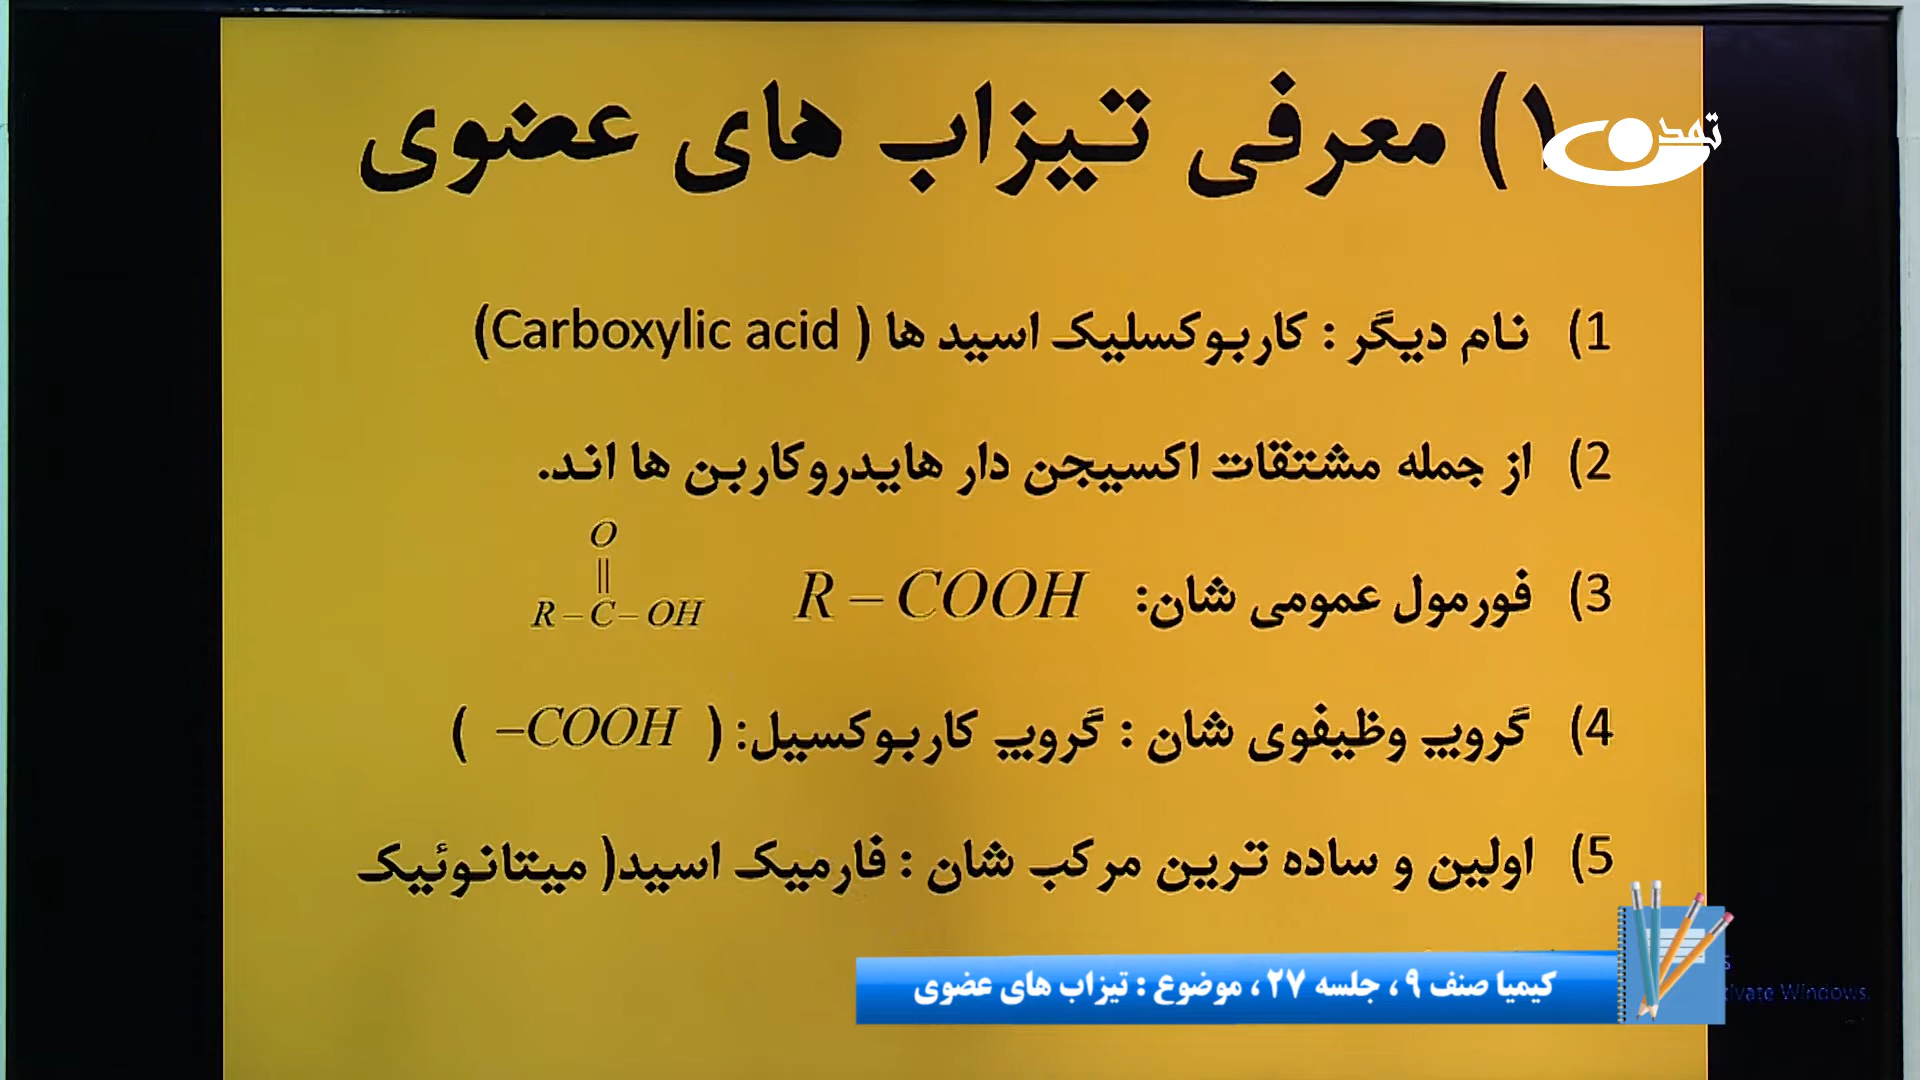 ۱) معرفی تیزاب های عضوی
تمدن
1) نام دیگر : کاربوکسلیک اسید ها ( Carboxylic acid)
2) از جمله مشتقات اکسیجن دار هایدروکاربن ها اند.
3) فورمول عمومی شان: R – COOH
O
||
R – C – OH
4) گروپ وظیفوی شان : گروپ کاربوکسیل: ( –COOH )
5) اولین و ساده ترین مرکب شان : فارمیک اسید( میتانوئیک
کیمیا صنف ۹ ، جلسه ۲۷ ، موضوع : تیزاب های عضوی
Windows.